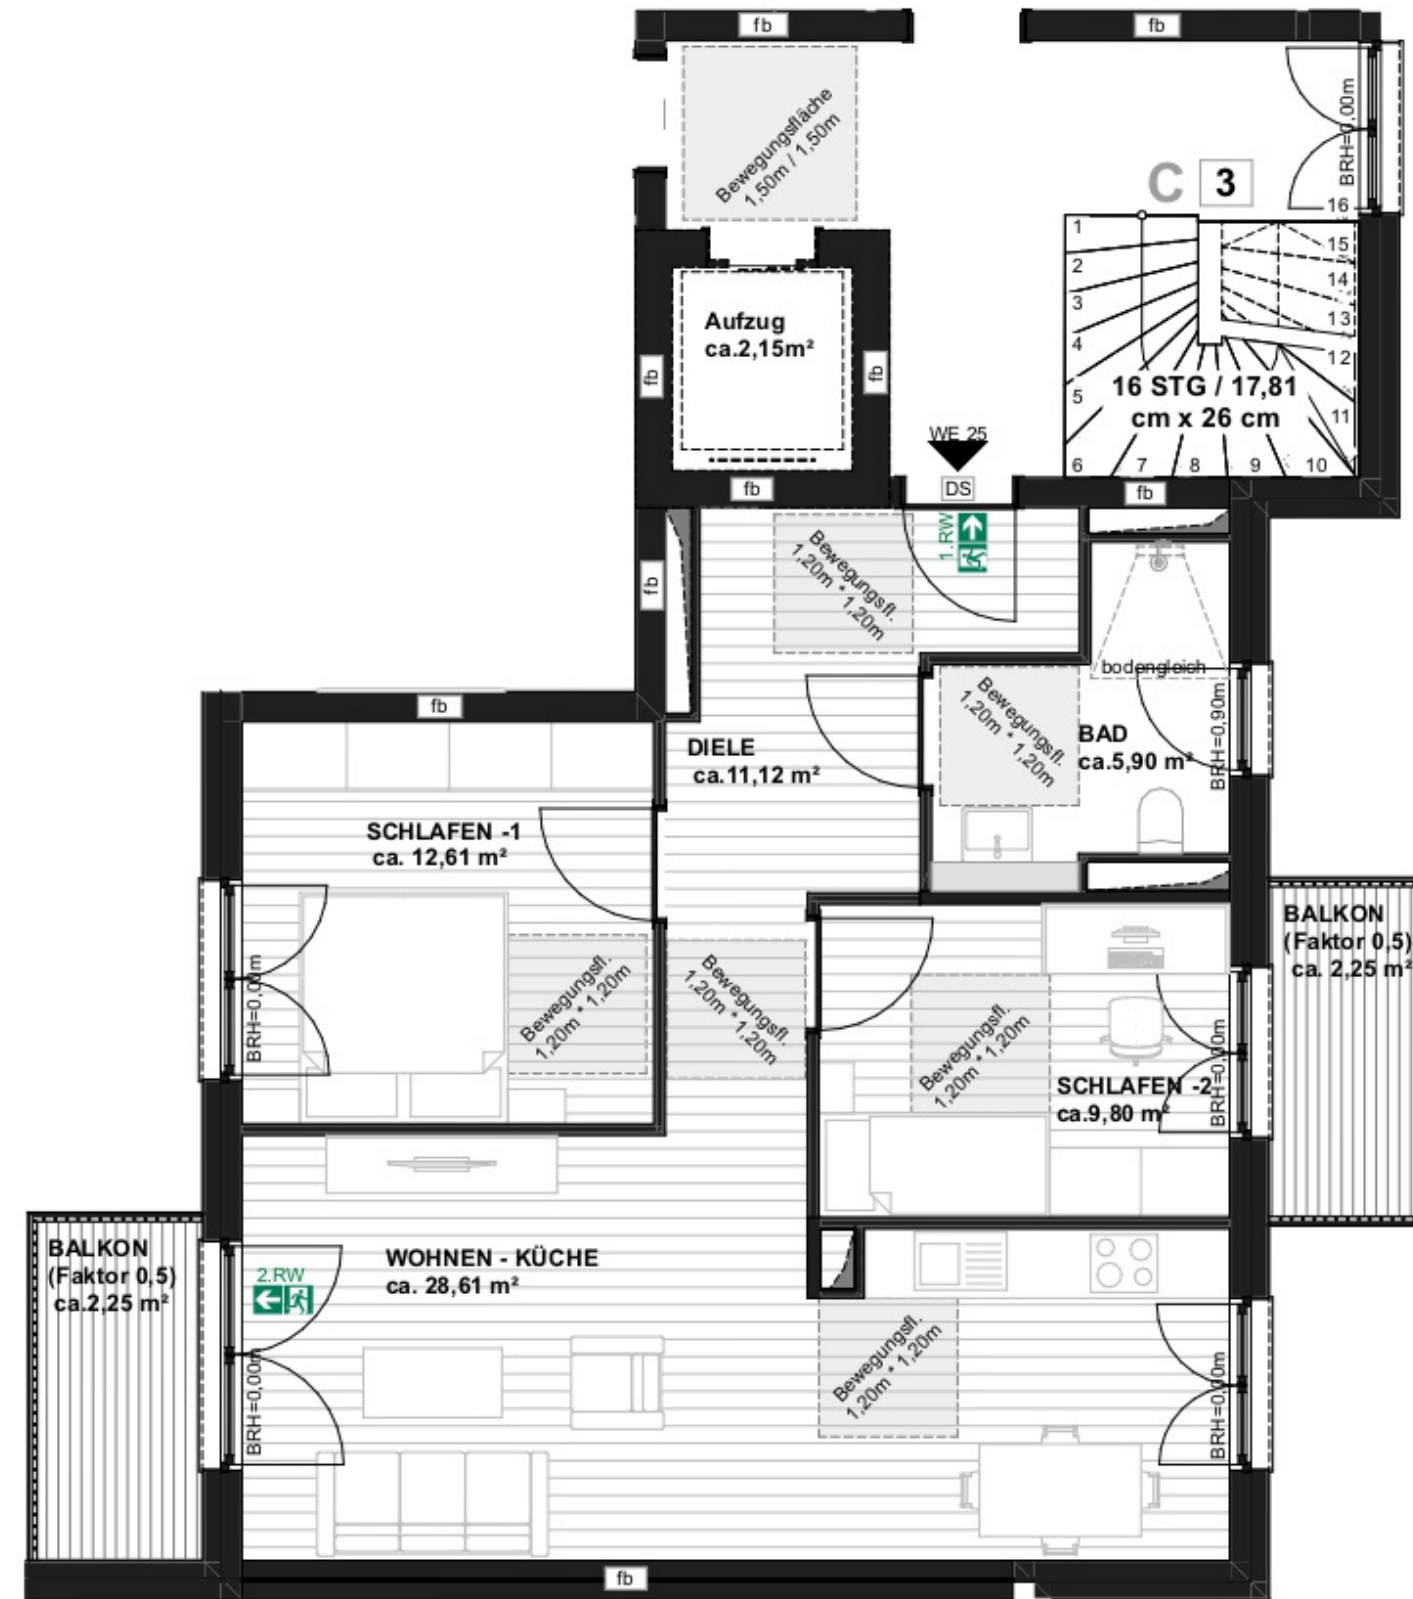 fb
fb
Bewegungsfläche
1,50m / 1,50m
BRH=0,00m
C 3
16
1
2
3
4
5
6
7
8
9
10
11
12
13
14
15
16 STG / 17,81
cm x 26 cm
Aufzug
ca.2,15m²
fb
fb
fb
WE 25
DS
fb
1.RW
Bewegungsfl.
1,20m * 1,20m
fb
bodengleich
Bewegungsfl.
1,20m * 1,20m
BAD
ca.5,90 m²
BRH=0,90m
fb
DIELE
ca.11,12 m²
SCHLAFEN -1
ca. 12,61 m²
BRH=0,00m
Bewegungsfl.
1,20m * 1,20m
Bewegungsfl.
1,20m * 1,20m
Bewegungsfl.
1,20m * 1,20m
SCHLAFEN -2
ca.9,80 m²
BRH=0,00m
BALKON
(Faktor 0,5)
ca. 2,25 m²
BALKON
(Faktor 0,5)
ca.2,25 m²
2.RW
BRH=0,00m
WOHNEN - KÜCHE
ca. 28,61 m²
Bewegungsfl.
1,20m * 1,20m
BRH=0,00m
fb